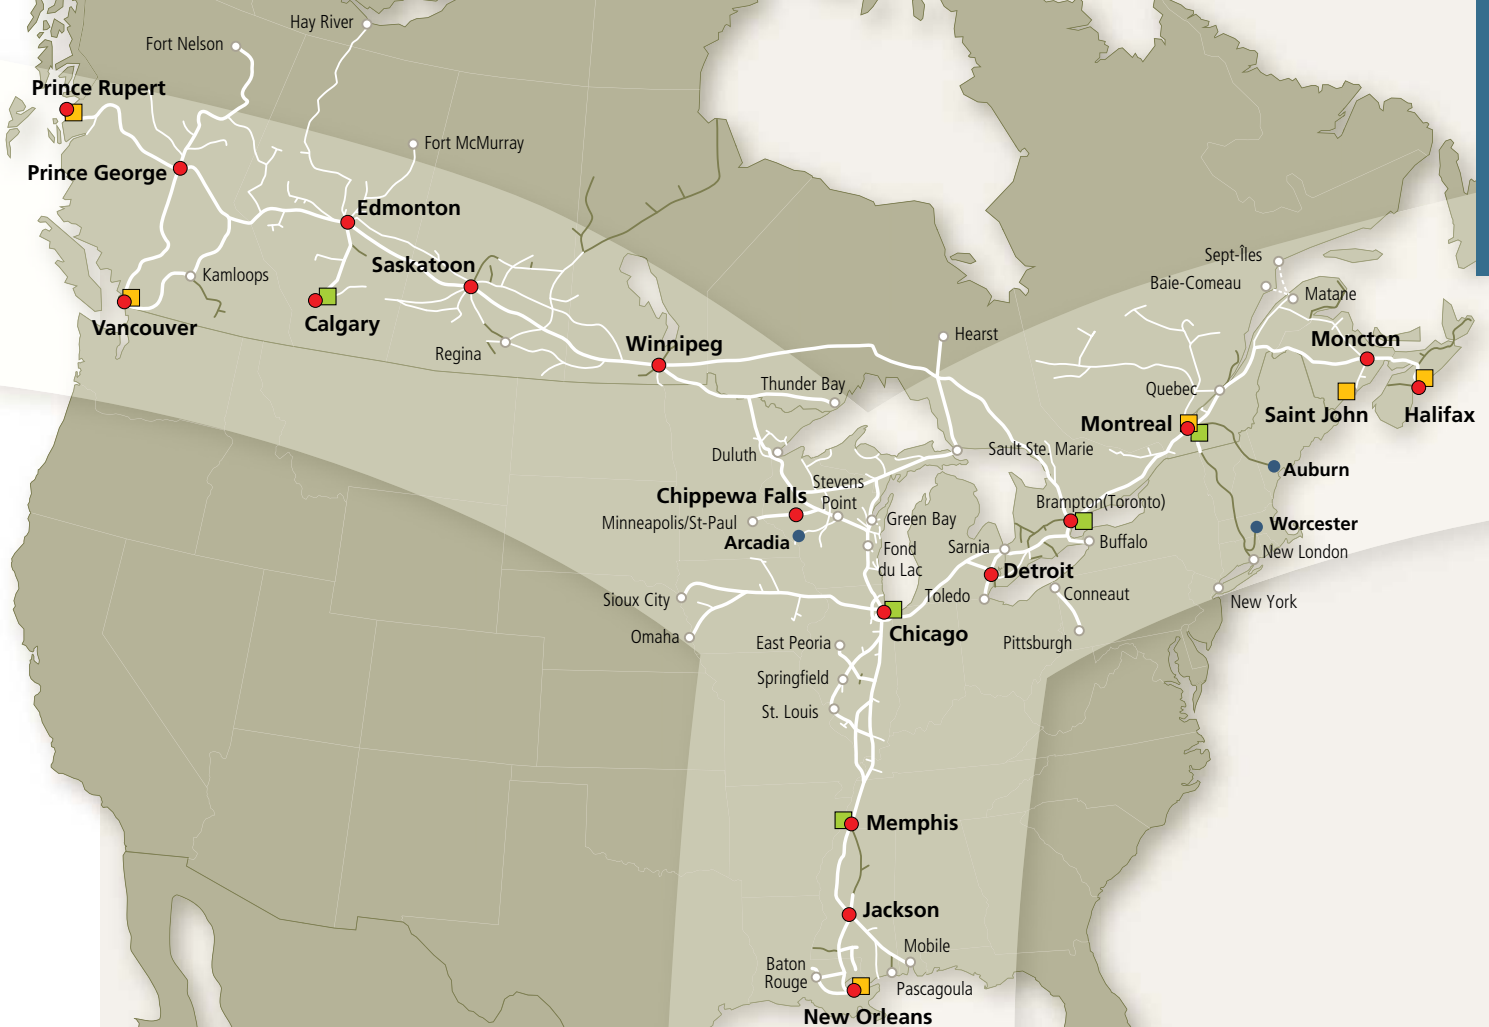 Hay River
Fort Nelson
Prince Rupert
Fort McMurray
Prince George
Edmonton
Saskatoon
Kamloops
Vancouver
Calgary
Regina
Winnipeg
Thunder Bay
Hearst
Sept-Îles
Baie-Comeau
Matane
Moncton
Quebec
Montreal
Saint John
Halifax
Duluth
Sault Ste. Marie
Auburn
Stevens
Point
Chippewa Falls
Minneapolis/St-Paul
Arcadia
Green Bay
Brampton(Toronto)
Worcester
Fond
du Lac
Sarnia
Buffalo
New London
Detroit
Sioux City
Toledo
Conneaut
New York
Omaha
Chicago
East Peoria
Pittsburgh
Springfield
St. Louis
Memphis
Jackson
Mobile
Baton
Rouge
Pascagoula
New Orleans